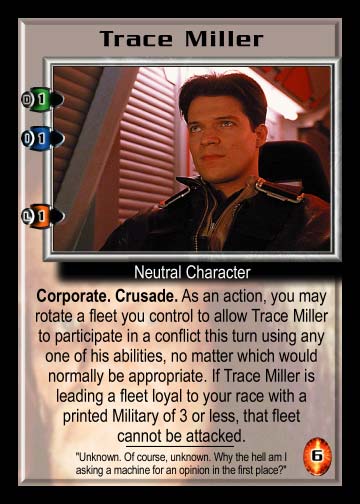 Trace Miller
D 1
I 1
L 1
Neutral Character
Corporate. Crusade. As an action, you may
rotate a fleet you control to allow Trace Miller
to participate in a conflict this turn using any
one of his abilities, no matter which would
normally be appropriate. If Trace Miller is
leading a fleet loyal to your race with a
printed Military of 3 or less, that fleet
cannot be attacked.
6
"Unknown. Of course, unknown. Why the hell am I
asking a machine for an opinion in the first place?"